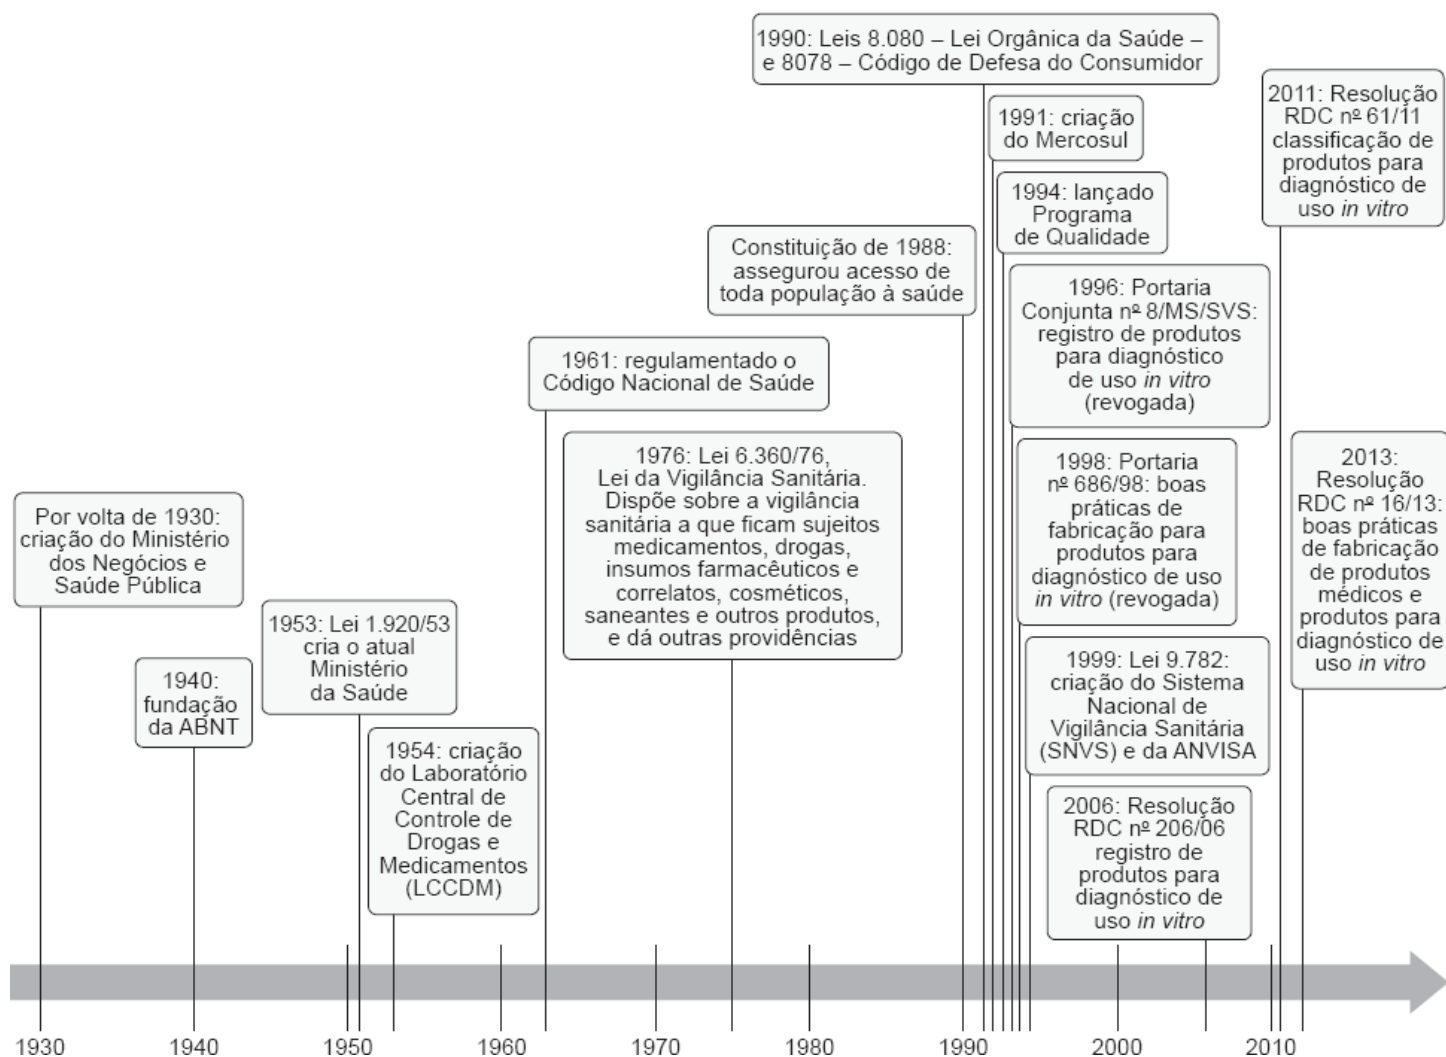 1990: Leis 8.080 – Lei Orgânica da Saúde –
e 8078 – Código de Defesa do Consumidor
1991: criação
do Mercosul
2011: Resolução
RDC nº 61/11
classificação de
produtos para
diagnóstico de
uso in vitro
1994: lançado
Programa
de Qualidade
Constituição de 1988:
assegurou acesso de
toda população à saúde
1996: Portaria
Conjunta nº 8/MS/SVS:
registro de produtos
para diagnóstico
de uso in vitro
(revogada)
1961: regulamentado o
Código Nacional de Saúde
1976: Lei 6.360/76,
Lei da Vigilância Sanitária.
Dispõe sobre a vigilância
sanitária a que ficam sujeitos
medicamentos, drogas,
insumos farmacêuticos e
correlatos, cosméticos,
saneantes e outros produtos,
e dá outras providências
1998: Portaria
nº 686/98: boas
práticas de
fabricação para
produtos para
diagnóstico de uso
in vitro (revogada)
2013:
Resolução
RDC nº 16/13:
boas práticas
de fabricação
de produtos
médicos e
produtos para
diagnóstico de
uso in vitro
Por volta de 1930:
criação do Ministério
dos Negócios e
Saúde Pública
1953: Lei 1.920/53
cria o atual
Ministério
da Saúde
1940:
fundação
da ABNT
1954: criação
do Laboratório
Central de
Controle de
Drogas e
Medicamentos
(LCCDM)
1999: Lei 9.782:
criação do Sistema
Nacional de
Vigilância Sanitária
(SNVS) e da ANVISA
2006: Resolução
RDC nº 206/06
registro de
produtos para
diagnóstico de
uso in vitro
1930 1940 1950 1960 1970 1980 1990 2000 2010